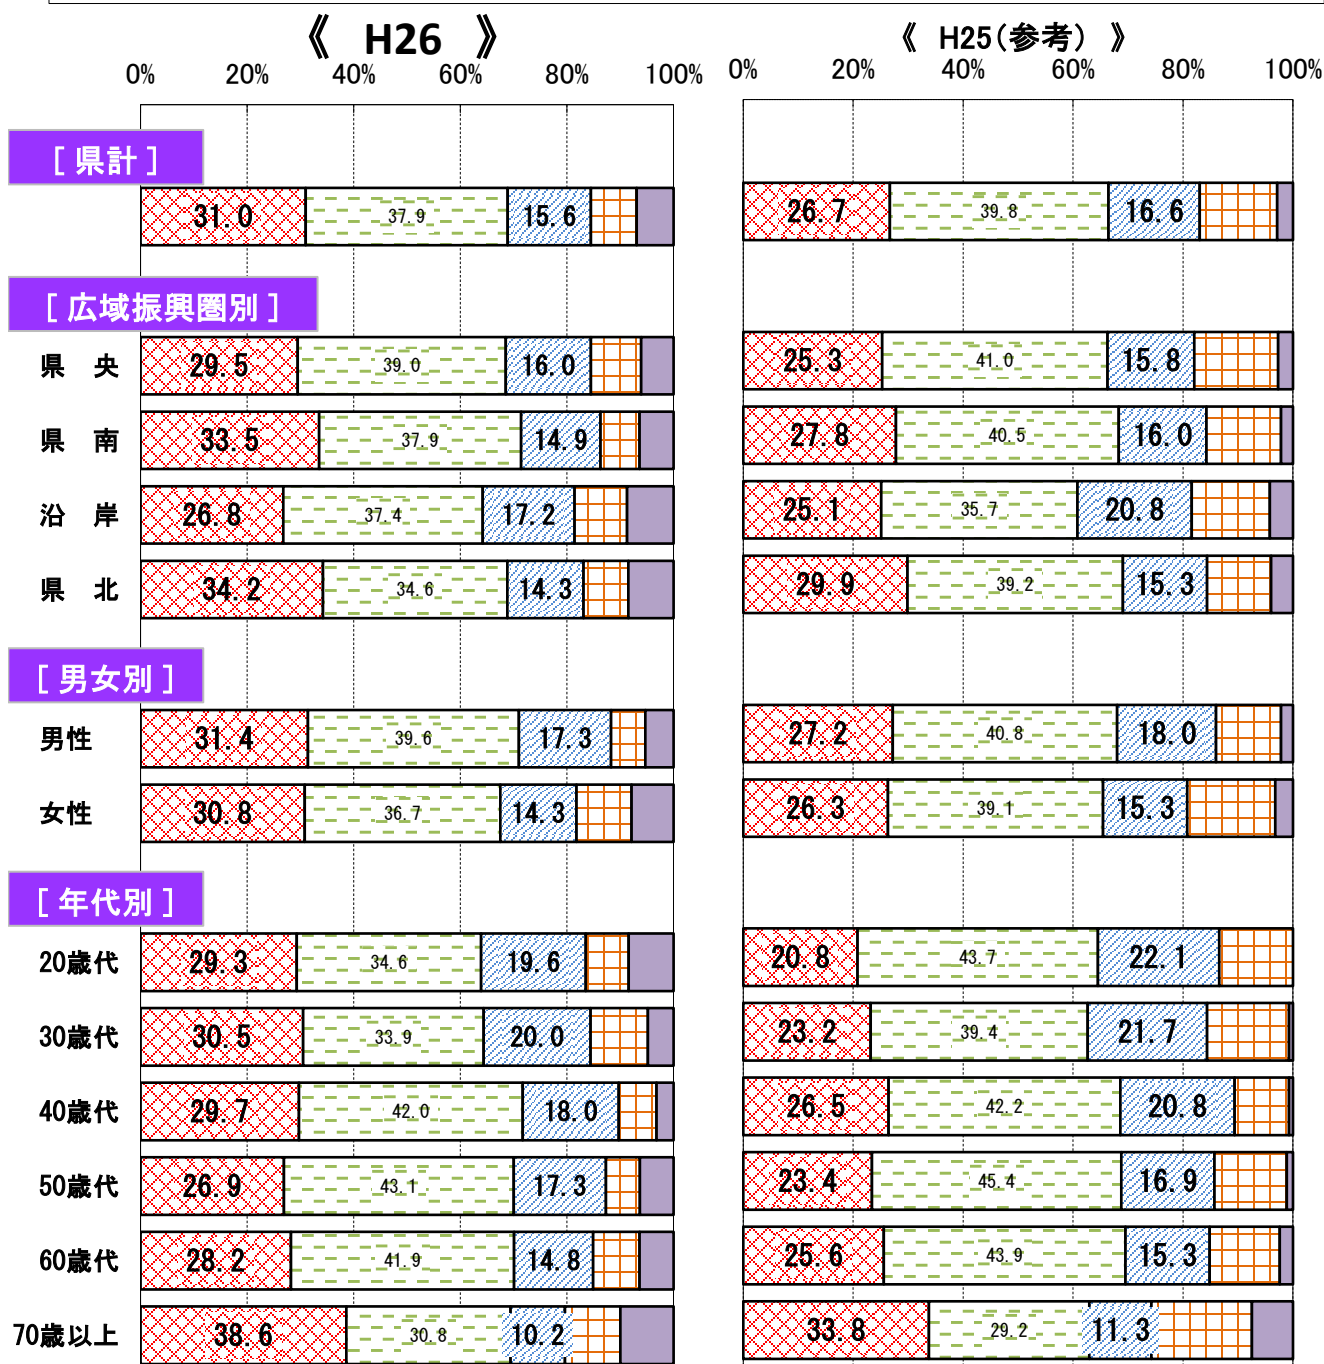 《 H26 》 《 H25(参考) 》
0% 20% 40% 60% 80% 100% 0% 20% 40% 60% 80% 100%
[ 県計 ]
31.0 37.9 15.6 26.7 39.8 16.6
[ 広域振興圏別 ]
県 央 29.5 39.0 16.0 25.3 41.0 15.8
県 南 33.5 37.9 14.9 27.8 40.5 16.0
沿 岸 26.8 37.4 17.2 25.1 35.7 20.8
県 北 34.2 34.6 14.3 29.9 39.2 15.3
[ 男女別 ]
男性 31.4 39.6 17.3 27.2 40.8 18.0
女性 30.8 36.7 14.3 26.3 39.1 15.3
[ 年代別 ]
20歳代 29.3 34.6 19.6 20.8 43.7 22.1
30歳代 30.5 33.9 20.0 23.2 39.4 21.7
40歳代 29.7 42.0 18.0 26.5 42.2 20.8
50歳代 26.9 43.1 17.3 23.4 45.4 16.9
60歳代 28.2 41.9 14.8 25.6 43.9 15.3
70歳以上 38.6 30.8 10.2 33.8 29.2 11.3